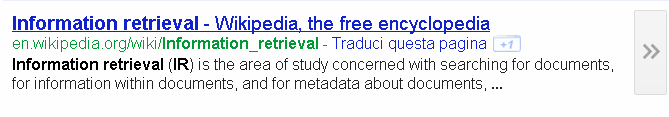 Information retrieval - Wikipedia, the free encyclopedia
en.wikipedia.org/wiki/Information_retrieval - Traduci questa pagina +1
Information retrieval (IR) is the area of study concerned with searching for documents,
for information within documents, and for metadata about documents, ...